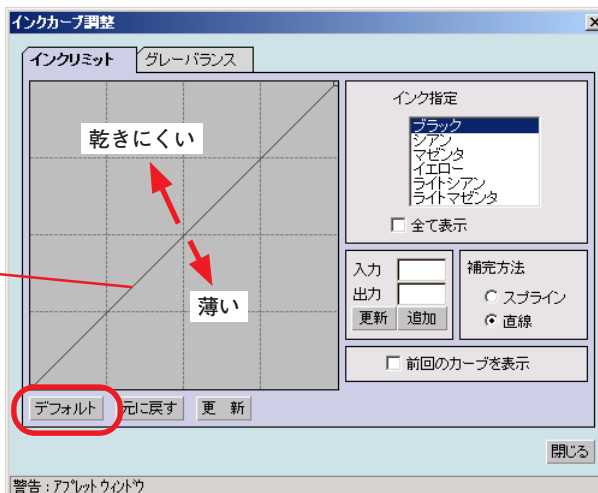 インクカーブ調整
インクリミット グレーバランス
乾きにくい
薄い
インク指定
ブラック
シアン
マゼンタ
イエロー
ライトシアン
ライトマゼンタ
全て表示
入力
出力
更新 追加
補完方法
スプライン
直線
前回のカーブを表示
デフォルト 元に戻す 更 新
閉じる
警告：アプレット ウィンドウ